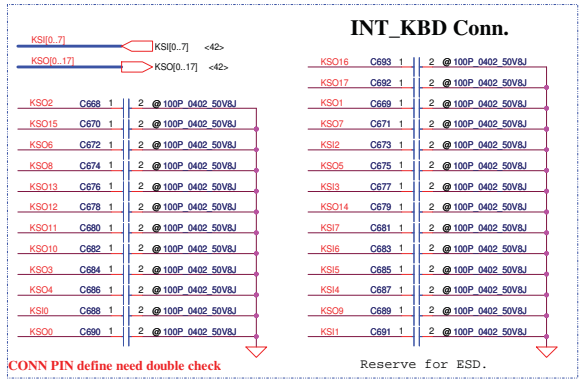 INT_KBD Conn.
KSI[0..7] KSI[0..7] <42>
KSO[0..17] KSO[0..17] <42>
KSO2 C668 1 2 @ 100P_0402_50V8J
KSO15 C670 1 2 @ 100P_0402_50V8J
KSO6 C672 1 2 @ 100P_0402_50V8J
KSO8 C674 1 2 @ 100P_0402_50V8J
KSO13 C676 1 2 @ 100P_0402_50V8J
KSO12 C678 1 2 @ 100P_0402_50V8J
KSO11 C680 1 2 @ 100P_0402_50V8J
KSO10 C682 1 2 @ 100P_0402_50V8J
KSO3 C684 1 2 @ 100P_0402_50V8J
KSO4 C686 1 2 @ 100P_0402_50V8J
KSI0 C688 1 2 @ 100P_0402_50V8J
KSO0 C690 1 2 @ 100P_0402_50V8J
CONN PIN define need double check
KSO16 C693 1 2 @ 100P_0402_50V8J
KSO17 C692 1 2 @ 100P_0402_50V8J
KSO1 C669 1 2 @ 100P_0402_50V8J
KSO7 C671 1 2 @ 100P_0402_50V8J
KSI2 C673 1 2 @ 100P_0402_50V8J
KSO5 C675 1 2 @ 100P_0402_50V8J
KSI3 C677 1 2 @ 100P_0402_50V8J
KSO14 C679 1 2 @ 100P_0402_50V8J
KSI7 C681 1 2 @ 100P_0402_50V8J
KSI6 C683 1 2 @ 100P_0402_50V8J
KSI5 C685 1 2 @ 100P_0402_50V8J
KSI4 C687 1 2 @ 100P_0402_50V8J
KSO9 C689 1 2 @ 100P_0402_50V8J
KSI1 C691 1 2 @ 100P_0402_50V8J
Reserve for ESD.